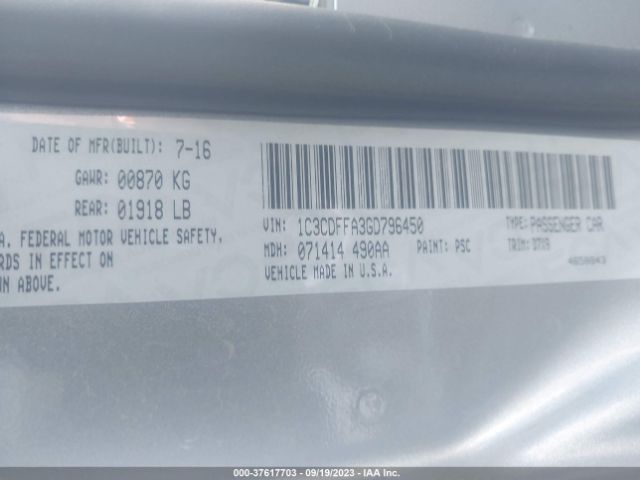 DATE OF MFR(BUILT): 7-16
GAWR: 00870 KG
REAR: 01918 LB
A. FEDERAL MOTOR VEHICLE SAFETY,
RDS IN EFFECT ON
N ABOVE.
VIN: 1C3CDFFA3GD796450 TYPE: PASSENGER CAR
MDH: 071414 490AA PAINT: PSC TRIM: D7X9
VEHICLE MADE IN U.S.A.
000-37617703 - 09/19/2023 - IAA Inc.